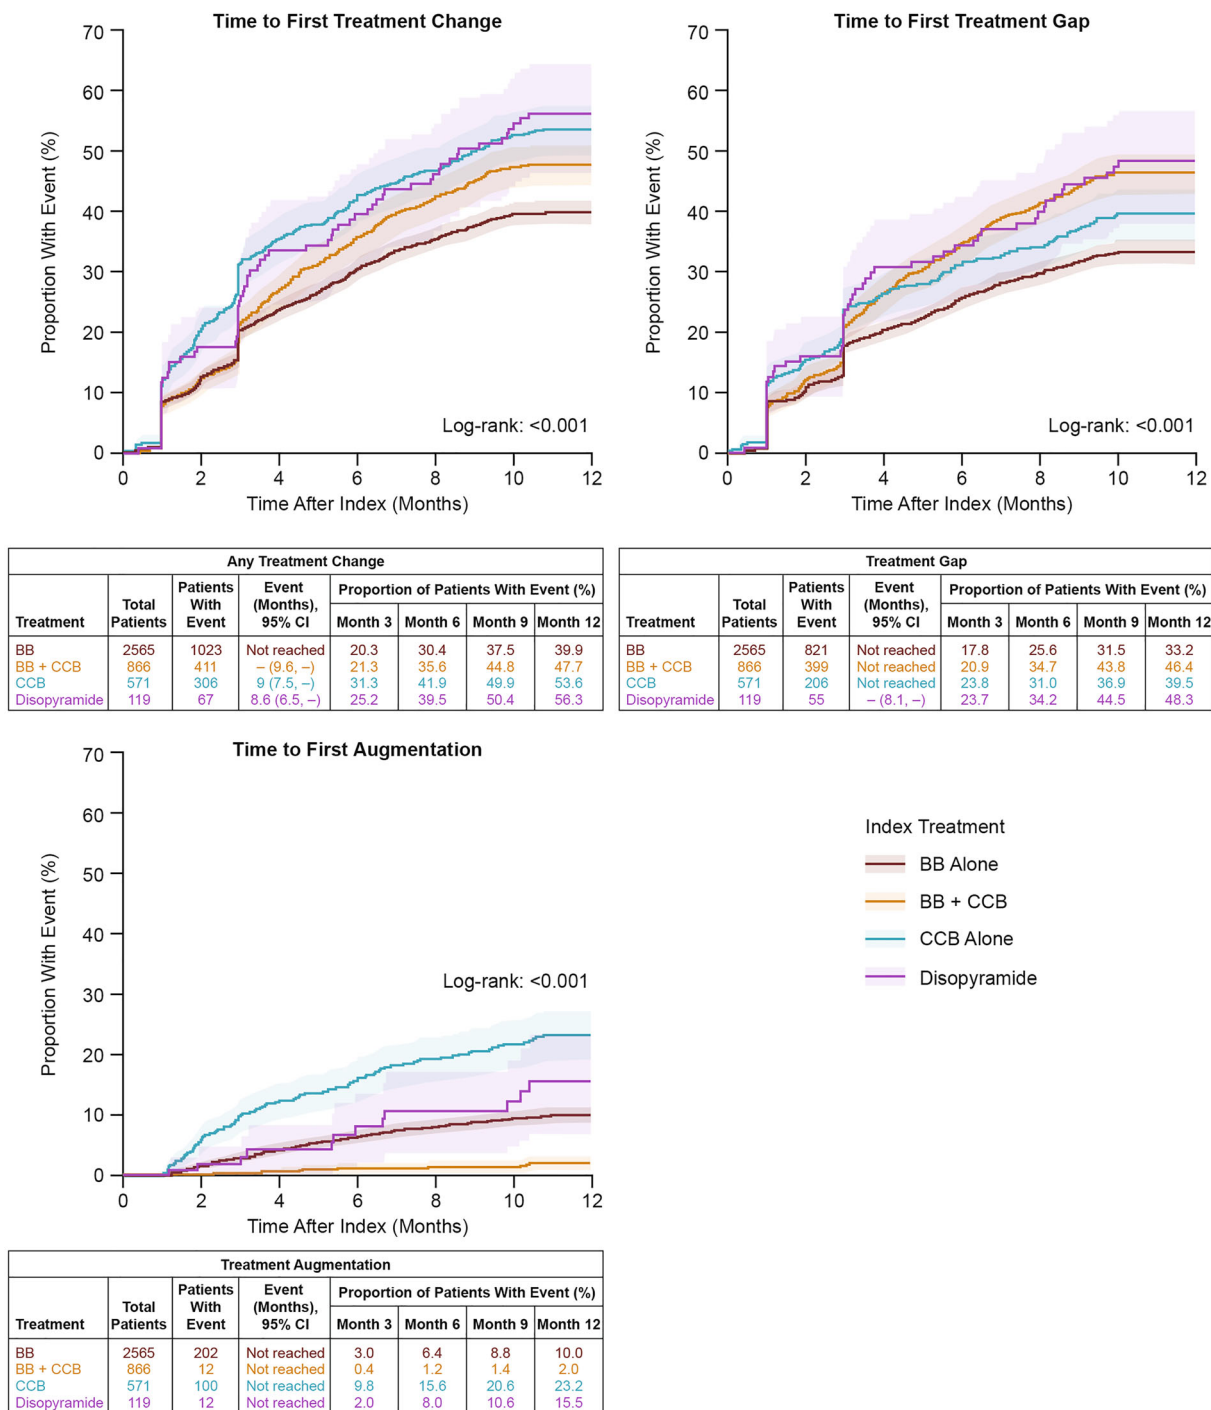 Time to First Treatment Change
70
60
50
40
30
20
10
0
Proportion With Event (%)
Log-rank: <0.001
0 2 4 6 8 10 12
Time After Index (Months)
Time to First Treatment Gap
70
60
50
40
30
20
10
0
Proportion With Event (%)
Log-rank: <0.001
0 2 4 6 8 10 12
Time After Index (Months)
Any Treatment Change
Treatment Total Patients Patients With Event Event (Months), 95% CI Proportion of Patients With Event (%)
Month 3 Month 6 Month 9 Month 12
BB 2565 1023 Not reached 20.3 30.4 37.5 39.9
BB + CCB 866 411 – (9.6, –) 21.3 35.6 44.8 47.7
CCB 571 306 9 (7.5, –) 31.3 41.9 49.9 53.6
Disopyramide 119 67 8.6 (6.5, –) 25.2 39.5 50.4 56.3
Treatment Gap
Treatment Total Patients Patients With Event Event (Months), 95% CI Proportion of Patients With Event (%)
Month 3 Month 6 Month 9 Month 12
BB 2565 821 Not reached 17.8 25.6 31.5 33.2
BB + CCB 866 399 Not reached 20.9 34.7 43.8 46.4
CCB 571 206 Not reached 23.8 31.0 36.9 39.5
Disopyramide 119 55 – (8.1, –) 23.7 34.2 44.5 48.3
Time to First Augmentation
70
60
50
40
30
20
10
0
Proportion With Event (%)
Log-rank: <0.001
0 2 4 6 8 10 12
Time After Index (Months)
Index Treatment
BB Alone
BB + CCB
CCB Alone
Disopyramide
Treatment Augmentation
Treatment Total Patients Patients With Event Event (Months), 95% CI Proportion of Patients With Event (%)
Month 3 Month 6 Month 9 Month 12
BB 2565 202 Not reached 3.0 6.4 8.8 10.0
BB + CCB 866 12 Not reached 0.4 1.2 1.4 2.0
CCB 571 100 Not reached 9.8 15.6 20.6 23.2
Disopyramide 119 12 Not reached 2.0 8.0 10.6 15.5